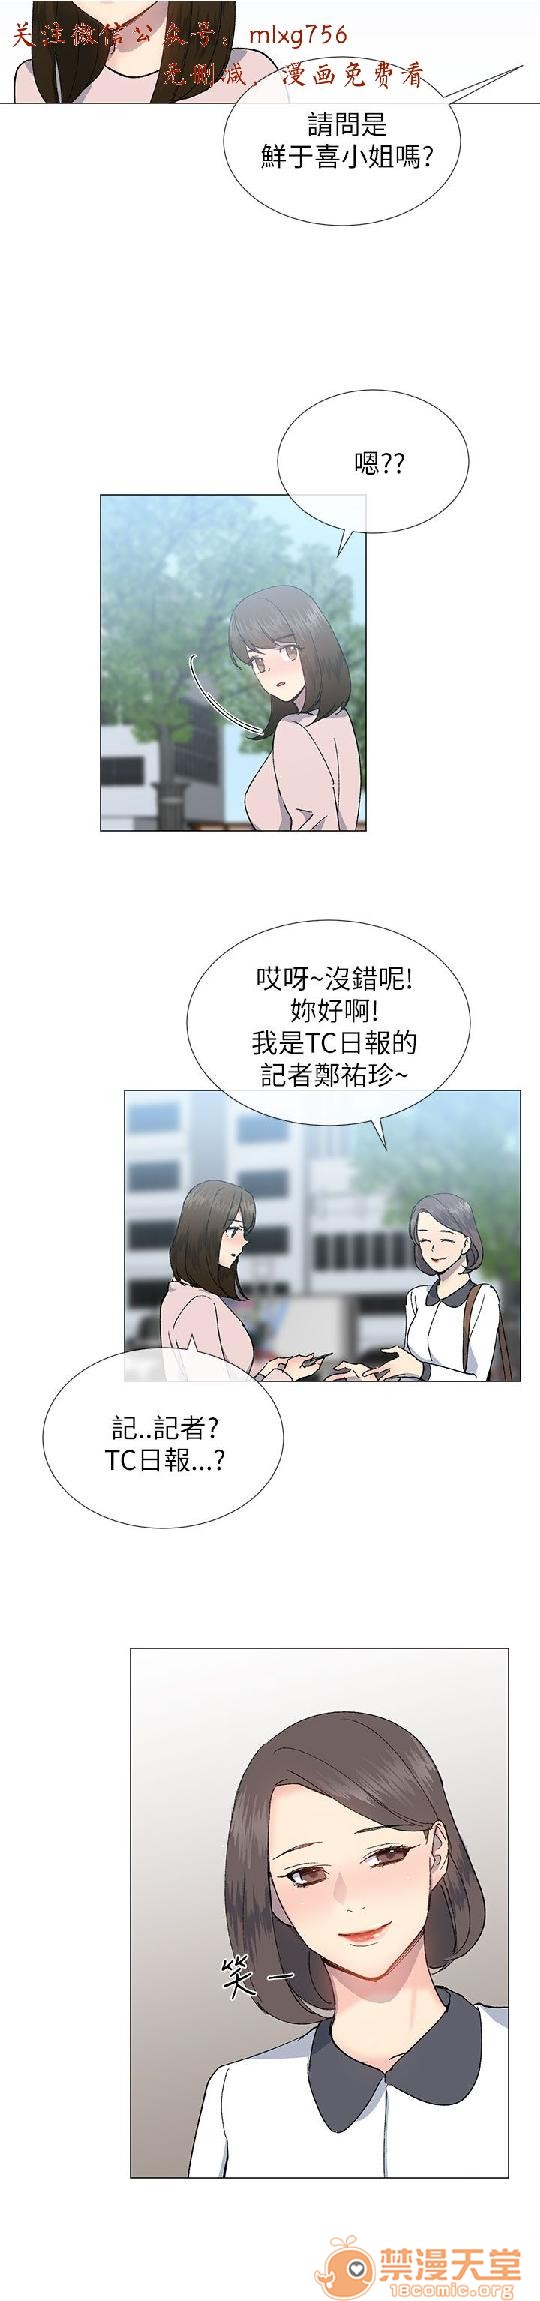 关注微信公众号：mlxg756
无删减，漫画免费看
請問是
鮮于喜小姐嗎?
嗯??
哎呀~沒錯呢!
妳好啊!
我是TC日報的
記者鄭祐珍~
記..記者?
TC日報...?
笑一
禁漫天堂
18comic.org